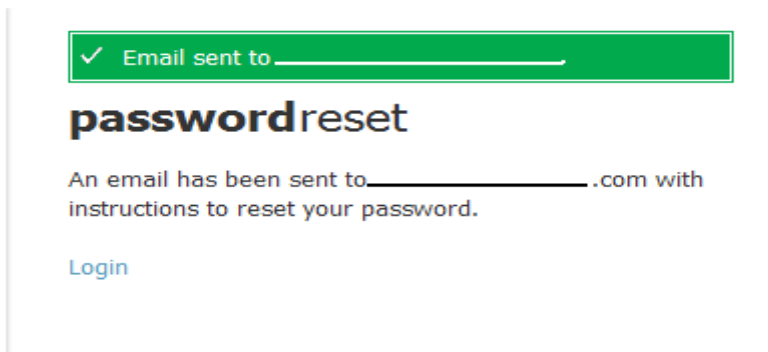 ✓ Email sent to
passwordreset
An email has been sent to .com with
instructions to reset your password.
Login